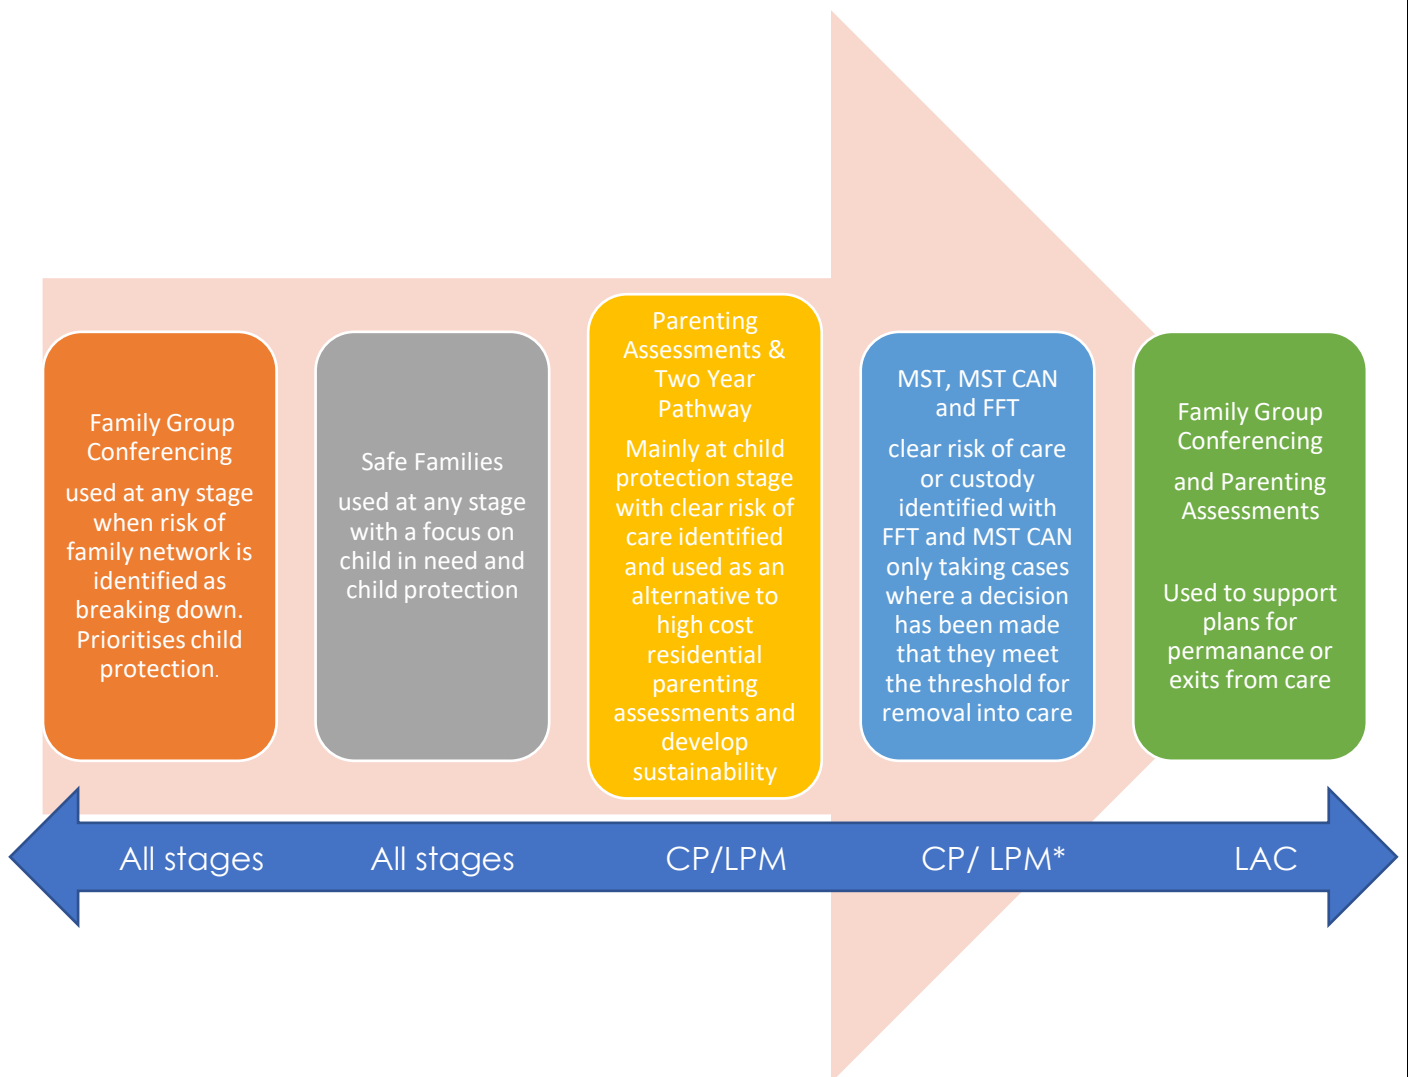 Family Group
Conferencing
used at any stage
when risk of
family network is
identified as
breaking down.
Prioritises child
protection.
Safe Families
used at any stage
with a focus on
child in need and
child protection
Parenting
Assessments &
Two Year
Pathway
Mainly at child
protection stage
with clear risk of
care identified
and used as an
alternative to
high cost
residential
parenting
assessments and
develop
sustainability
MST, MST CAN
and FFT
clear risk of care
or custody
identified with
FFT and MST CAN
only taking cases
where a decision
has been made
that they meet
the threshold for
removal into care
Family Group
Conferencing
and Parenting
Assessments
Used to support
plans for
permanance or
exits from care
All stages
All stages
CP/LPM
CP/ LPM*
LAC